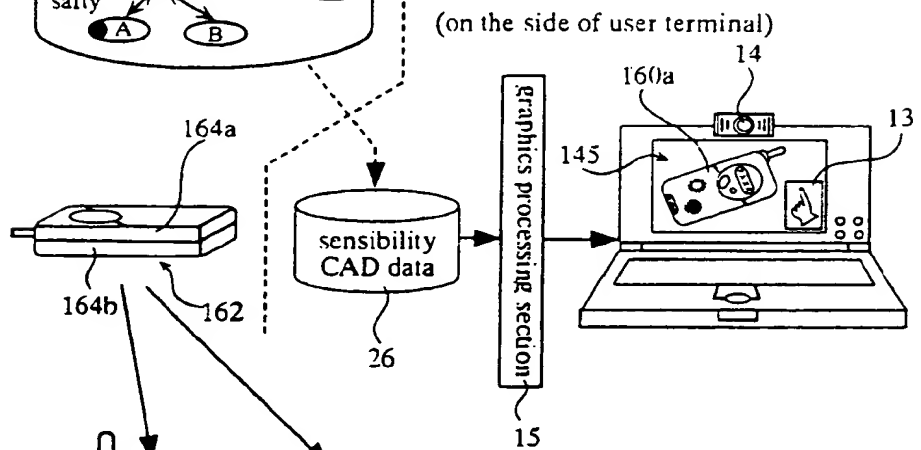 salty
A
B
(on the side of user terminal)
14
160a
13
164a
145
graphics processing section
sensibility
CAD data
164b
162
26
15